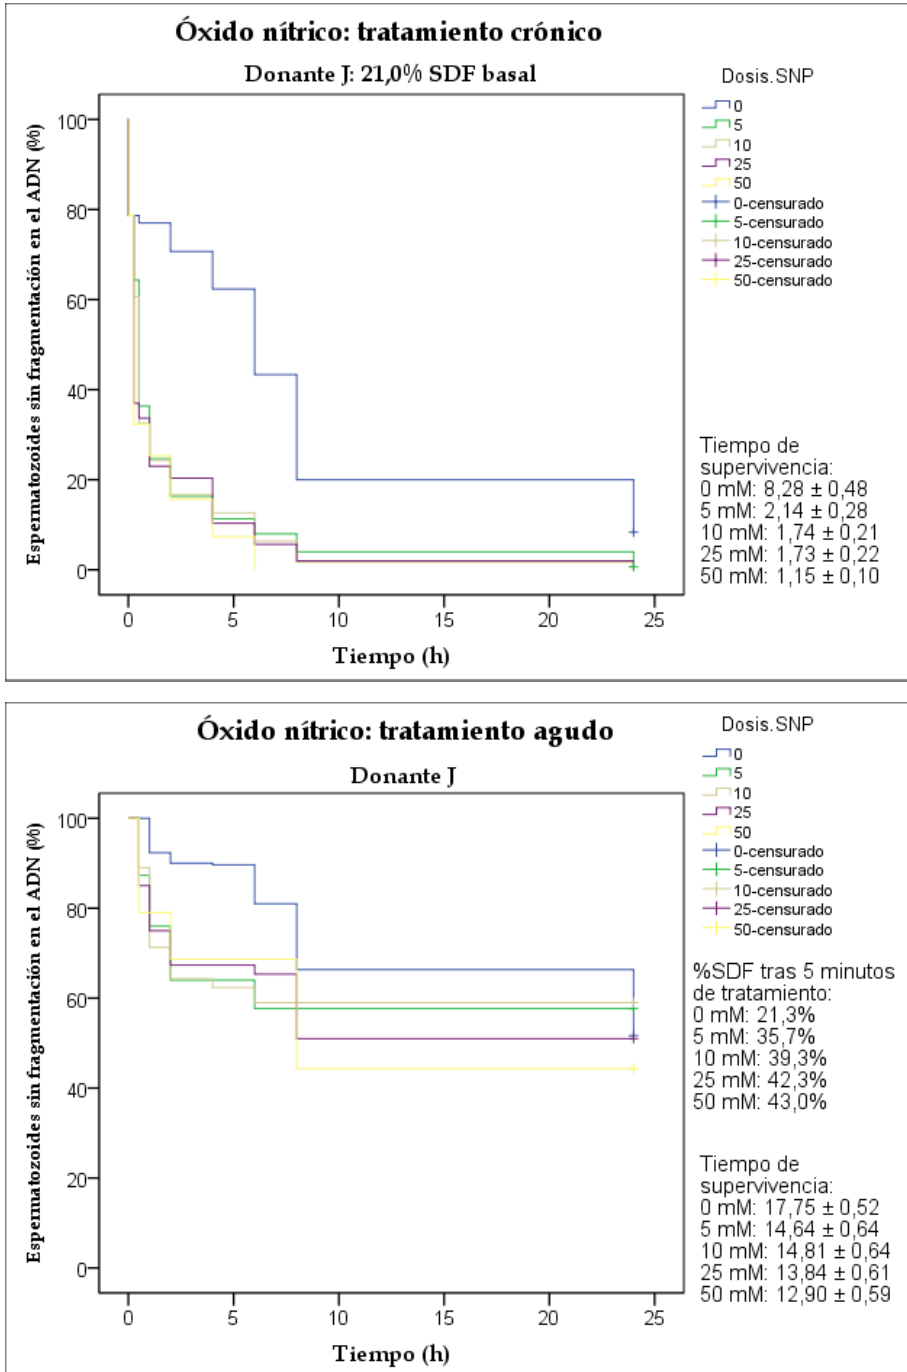 Óxido nítrico: tratamiento crónico
Donante J: 21,0% SDF basal
Espermatozoides sin fragmentación en el ADN (%)
100
80
60
40
20
0
0 5 10 15 20 25
Tiempo (h)
Dosis.SNP
0
5
10
25
50
0-censurado
5-censurado
10-censurado
25-censurado
50-censurado
Tiempo de
supervivencia:
0 mM: 8,28 ± 0,48
5 mM: 2,14 ± 0,28
10 mM: 1,74 ± 0,21
25 mM: 1,73 ± 0,22
50 mM: 1,15 ± 0,10
Óxido nítrico: tratamiento agudo
Donante J
Espermatozoides sin fragmentación en el ADN (%)
100
80
60
40
20
0
0 5 10 15 20 25
Tiempo (h)
Dosis.SNP
0
5
10
25
50
0-censurado
5-censurado
10-censurado
25-censurado
50-censurado
%SDF tras 5 minutos
de tratamiento:
0 mM: 21,3%
5 mM: 35,7%
10 mM: 39,3%
25 mM: 42,3%
50 mM: 43,0%
Tiempo de
supervivencia:
0 mM: 17,75 ± 0,52
5 mM: 14,64 ± 0,64
10 mM: 14,81 ± 0,64
25 mM: 13,84 ± 0,61
50 mM: 12,90 ± 0,59